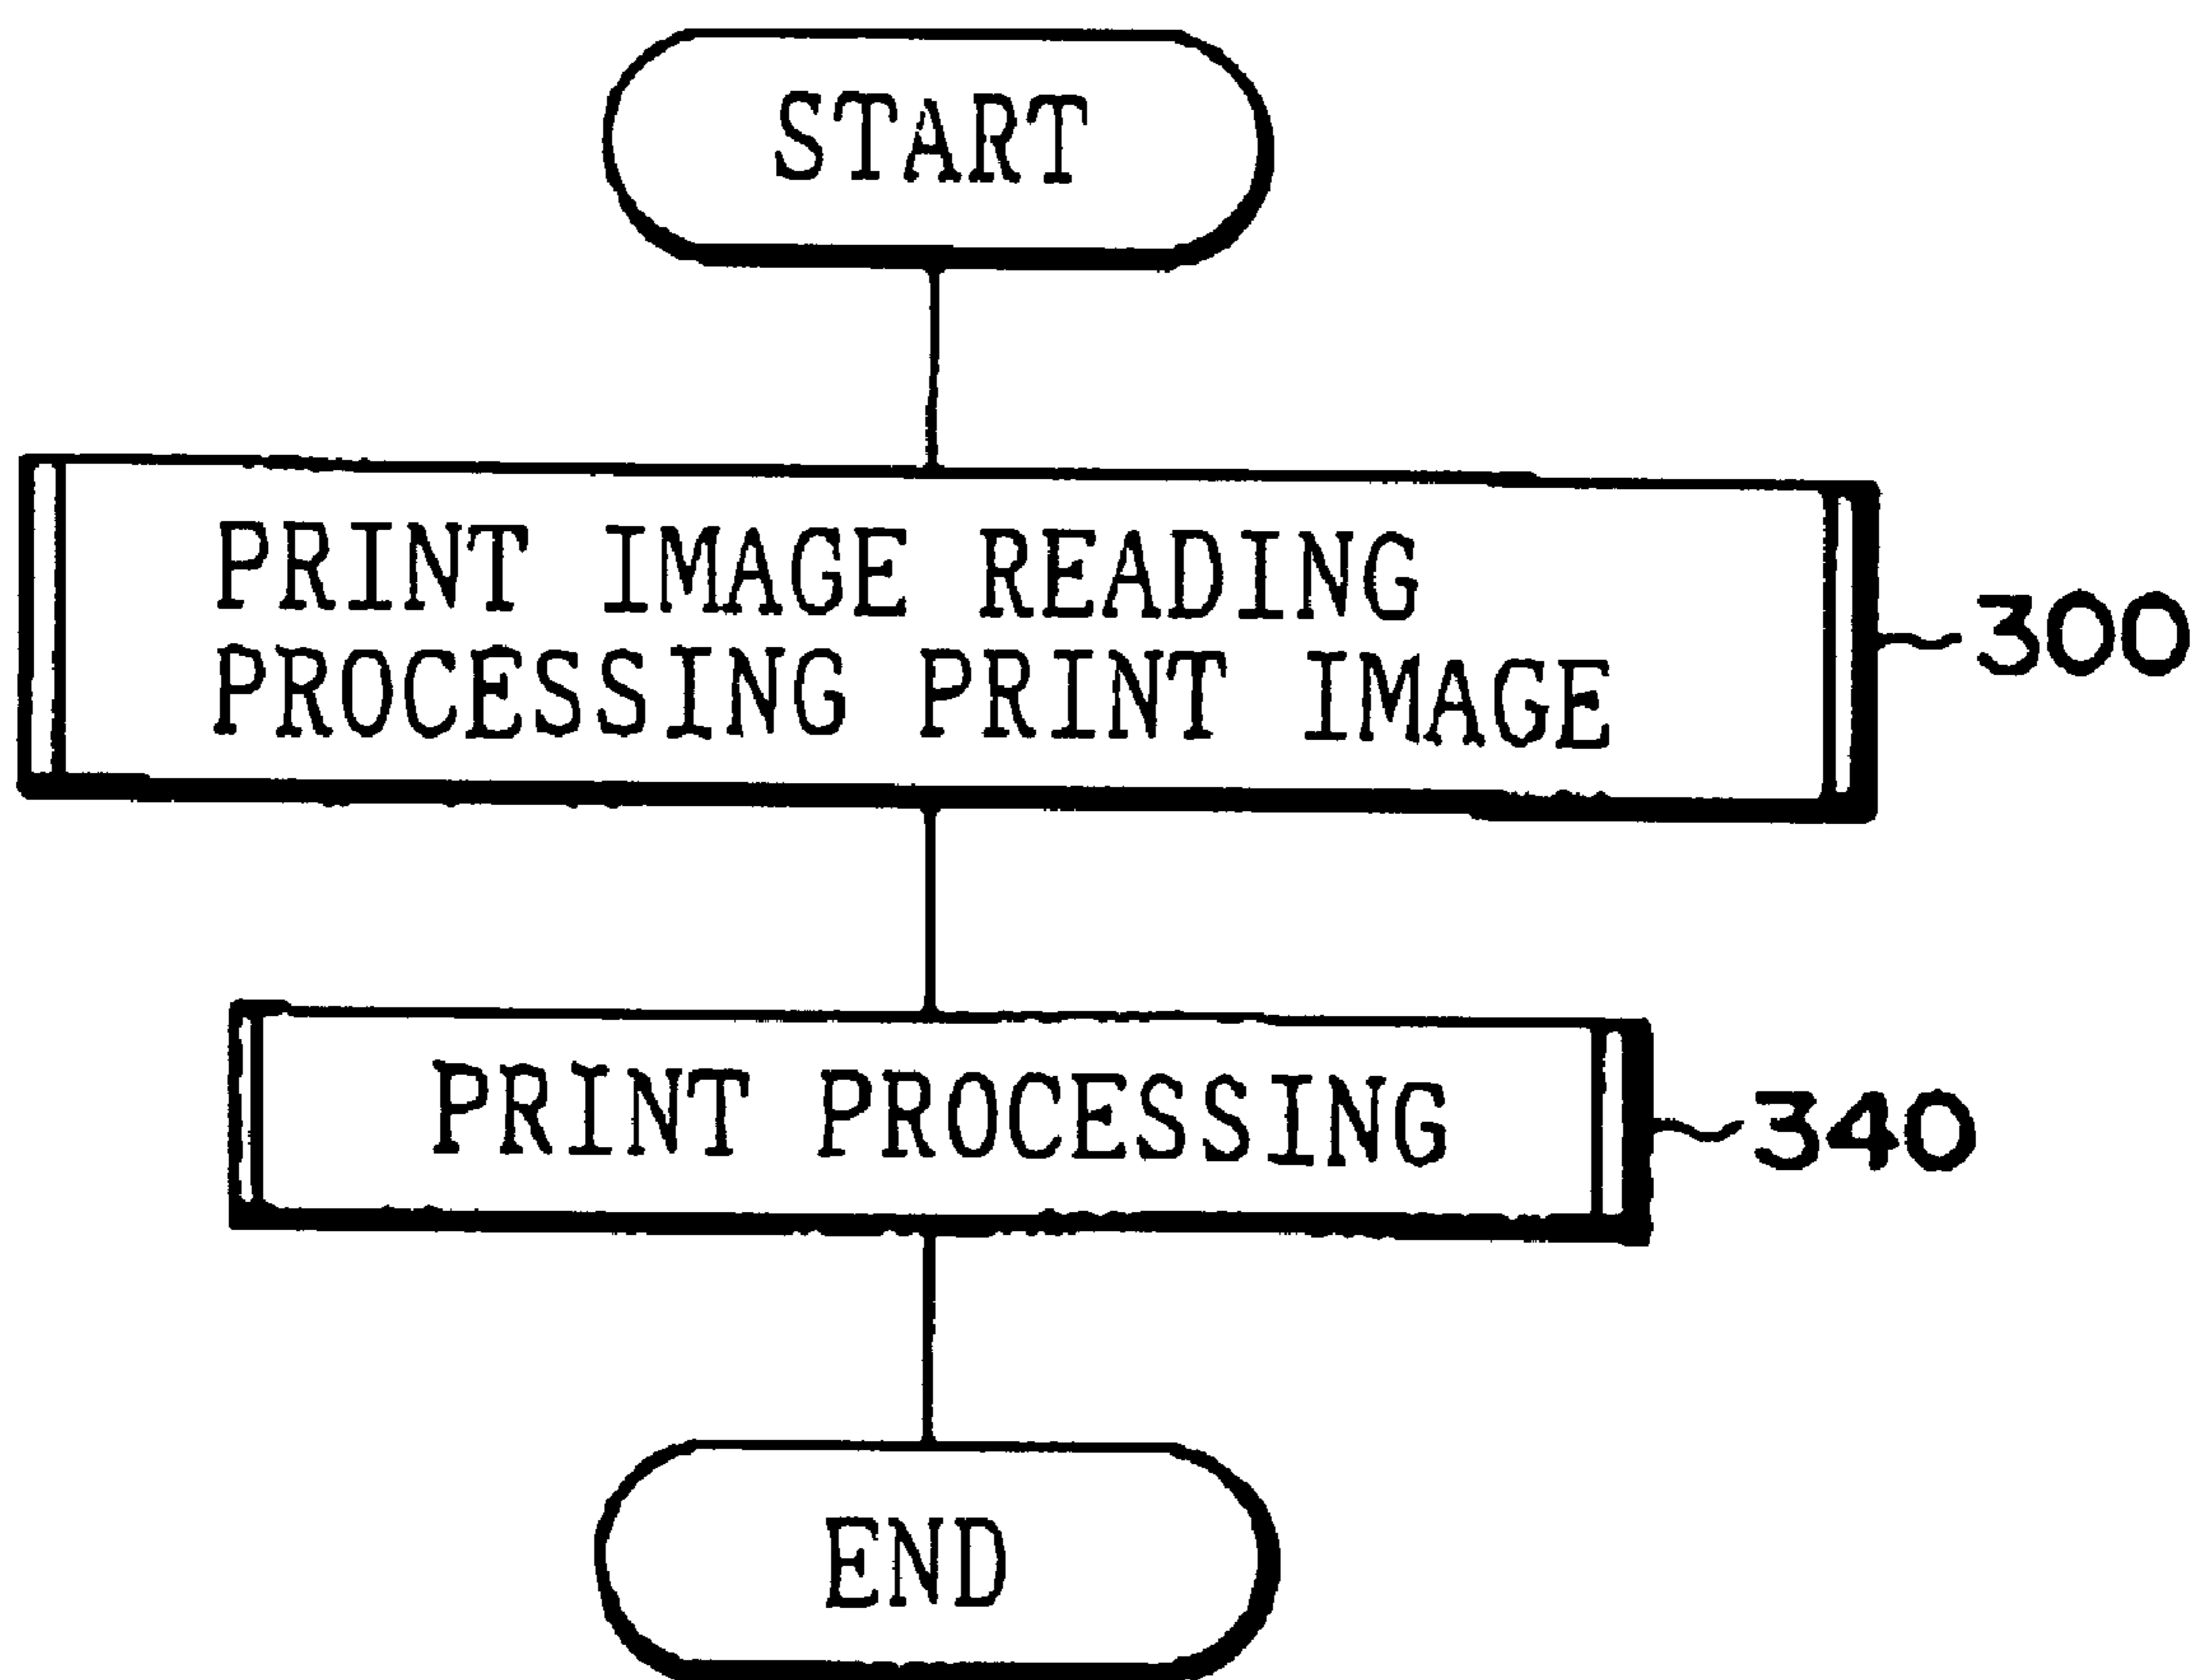 START
PRINT IMAGE READING
PROCESSING PRINT IMAGE
300
PRINT PROCESSING
340
END